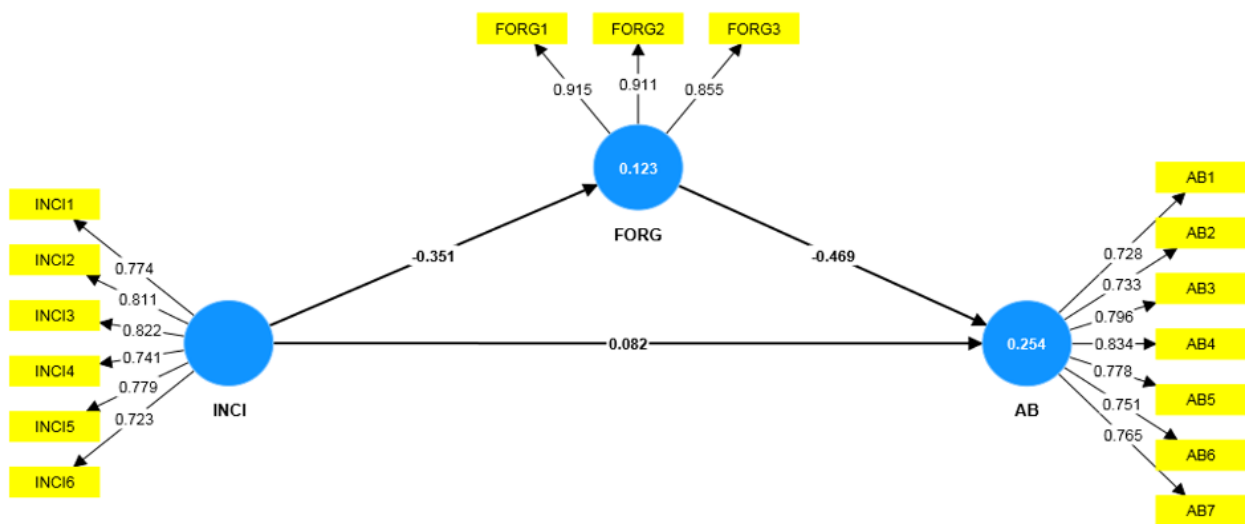 FORG1 FORG2 FORG3
0.915 0.911 0.855
0.123
FORG
-0.351 -0.469
INCI1
INCI2
INCI3
INCI4
INCI5
INCI6
0.774
0.811
0.822
0.741
0.779
0.723
INCI
0.082
0.254
AB
0.728
0.733
0.796
0.834
0.778
0.751
0.765
AB1
AB2
AB3
AB4
AB5
AB6
AB7